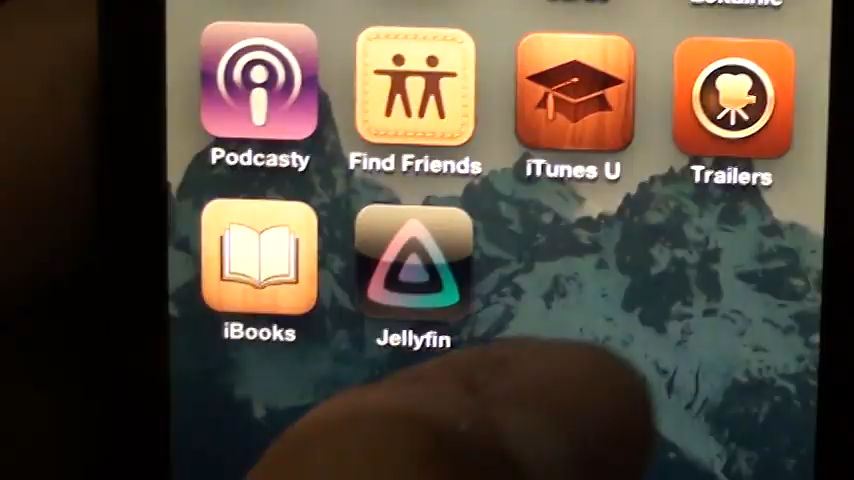 Podcasty
Find Friends
iTunes U
Trailers
iBooks
Jellyfin